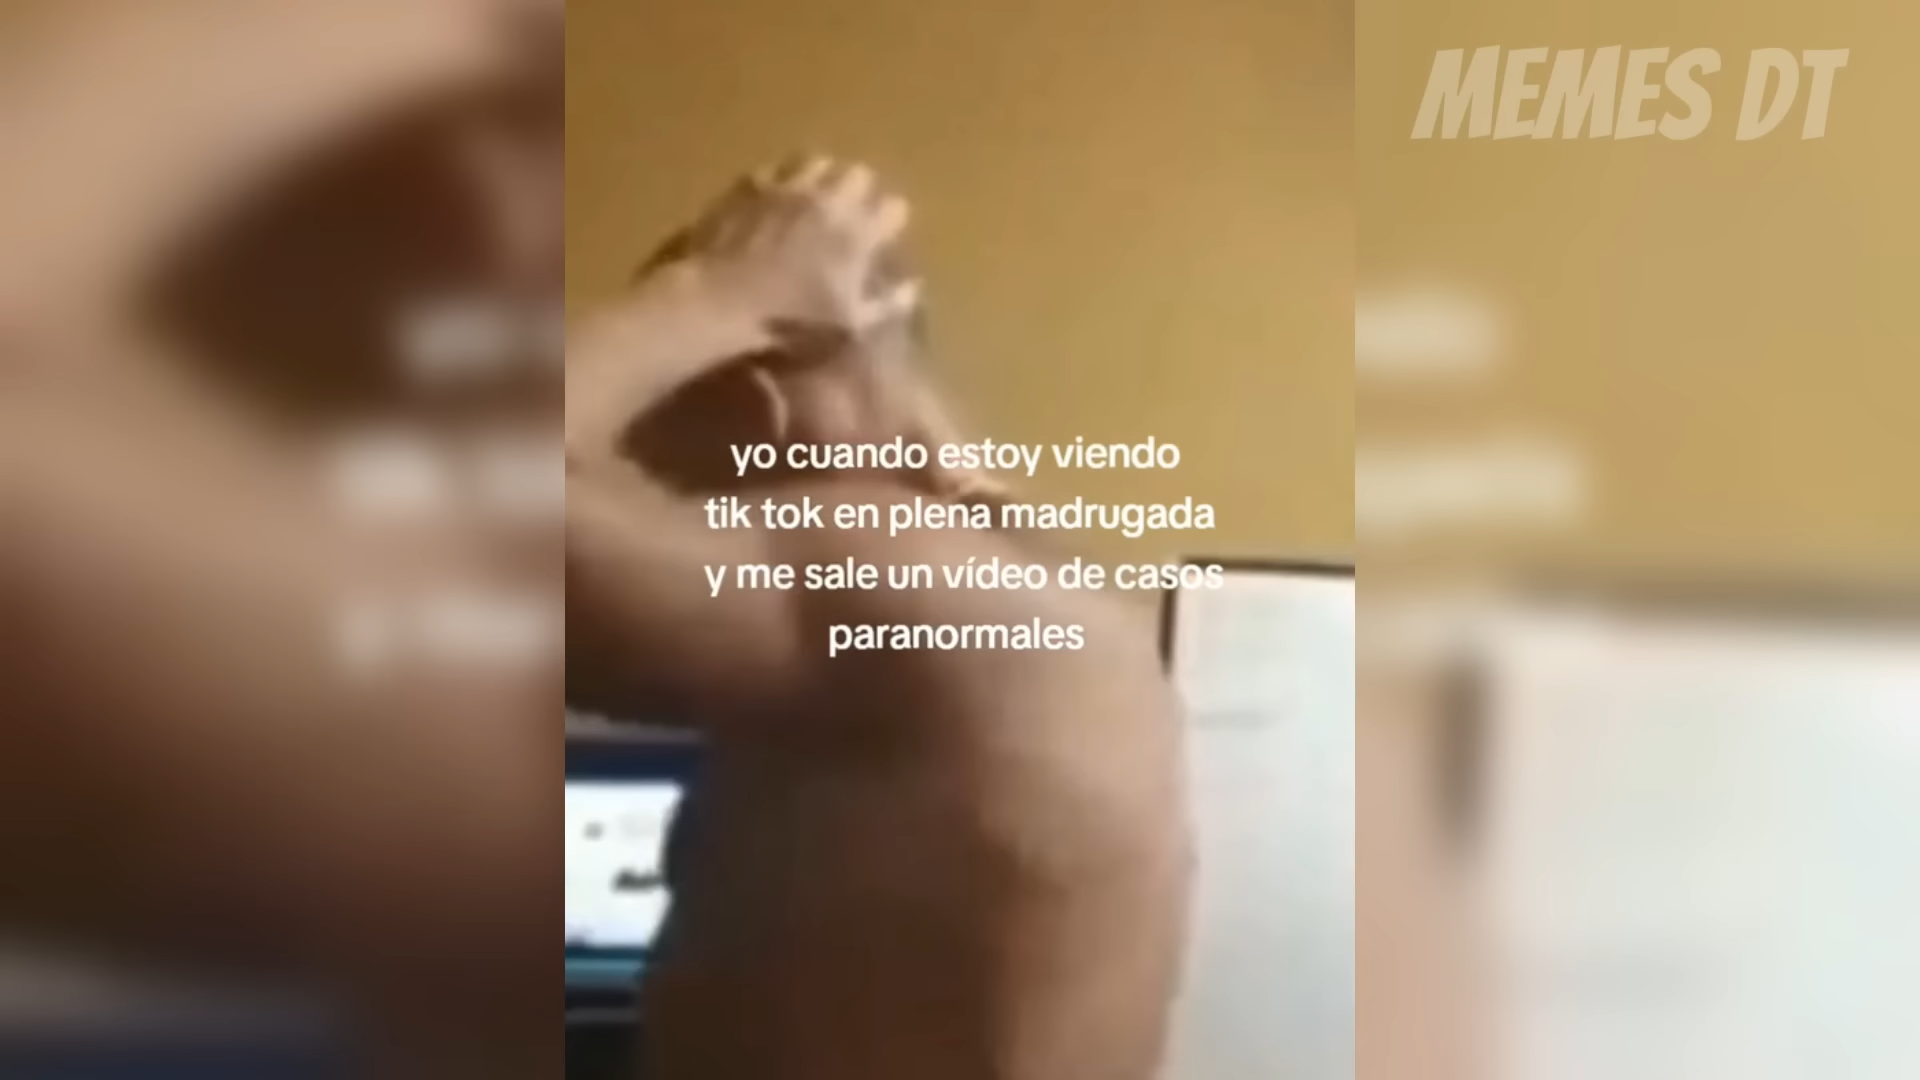 MEMES DT
yo cuando estoy viendo
tik tok en plena madrugada
y me sale un vídeo de casos
paranormales